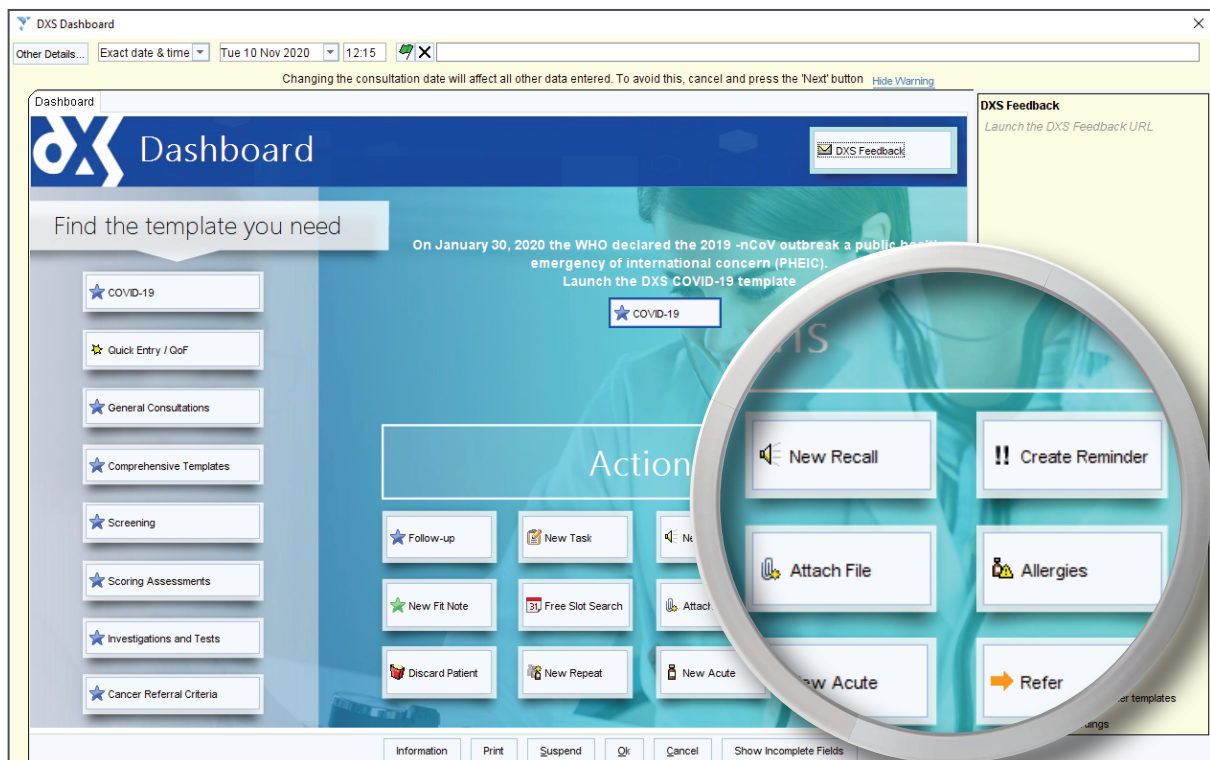 DXS Dashboard
Other Details... Exact date & time Tue 10 Nov 2020 12:15
Changing the consultation date will affect all other data entered. To avoid this, cancel and press the 'Next' button Hide Warning
Dashboard
dxs Dashboard
DXS Feedback
DXS Feedback
Launch the DXS Feedback URL
Find the template you need
COVID-19
Quick Entry / QoF
General Consultations
Comprehensive Templates
Screening
Scoring Assessments
Investigations and Tests
Cancer Referral Criteria
On January 30, 2020 the WHO declared the 2019 -nCoV outbreak a public
emergency of international concern (PHEIC).
Launch the DXS COVID-19 template
COVID-19
Action
Follow-up
New Task
New Fit Note
Free Slot Search
Attach
Discard Patient
New Repeat
New Acute
New Recall
Create Reminder
Attach File
Allergies
New Acute
Refer
templates
Information Print Suspend Ok Cancel Show Incomplete Fields